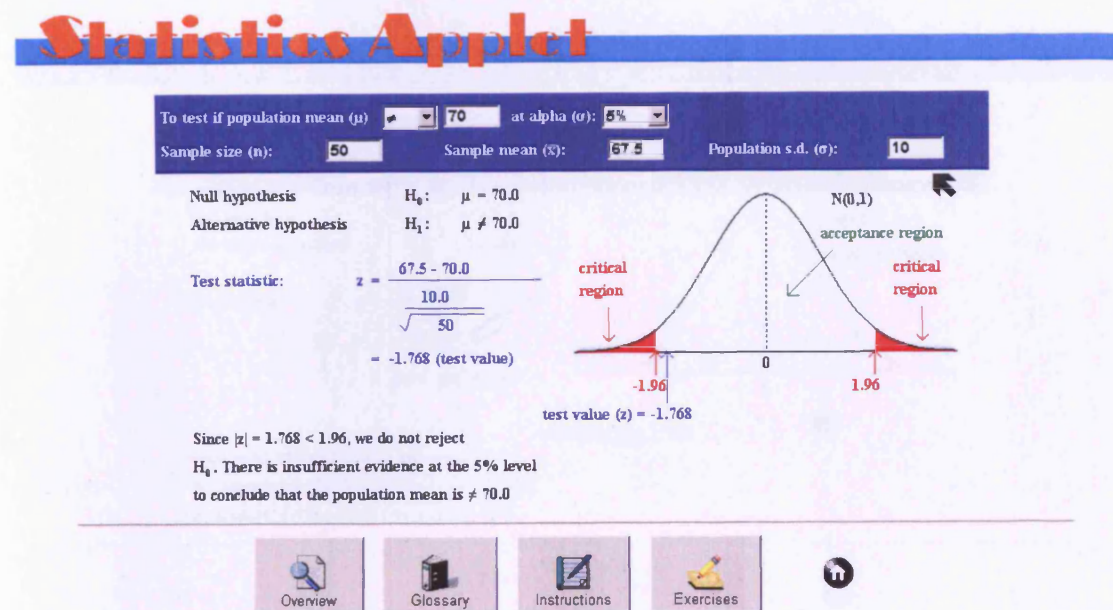 Statistics Applet
To test if population mean (μ) ≠ 70 at alpha (σ): 5%
Sample size (n): 50 Sample mean (x̄): 67.5 Population s.d. (σ): 10
Null hypothesis H₀: μ = 70.0
Alternative hypothesis H₁: μ ≠ 70.0
Test statistic: z = 67.5 - 70.0
10.0
√50
= -1.768 (test value)
N(0,1)
acceptance region
critical region
critical region
0
-1.96
1.96
test value (z) = -1.768
Since |z| = 1.768 < 1.96, we do not reject
H₀. There is insufficient evidence at the 5% level
to conclude that the population mean is ≠ 70.0
Overview
Glossary
Instructions
Exercises